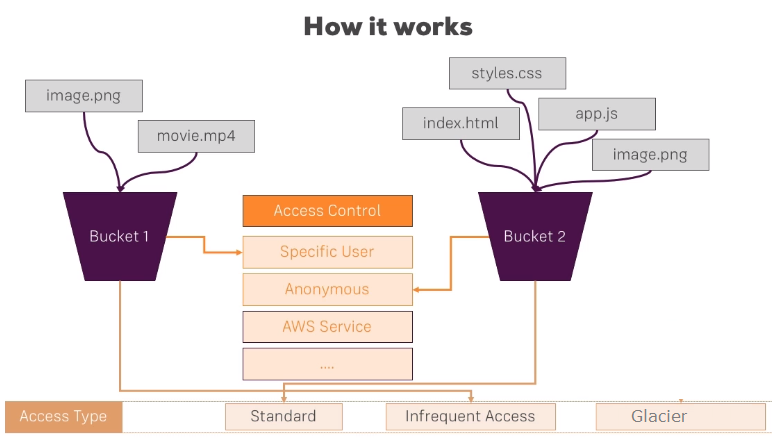 How it works
styles.css
image.png
app.js
index.html
movie.mp4
image.png
Access Control
Bucket 1
Bucket 2
Specific User
Anonymous
AWS Service
....
Access Type
Standard
Infrequent Access
Glacier